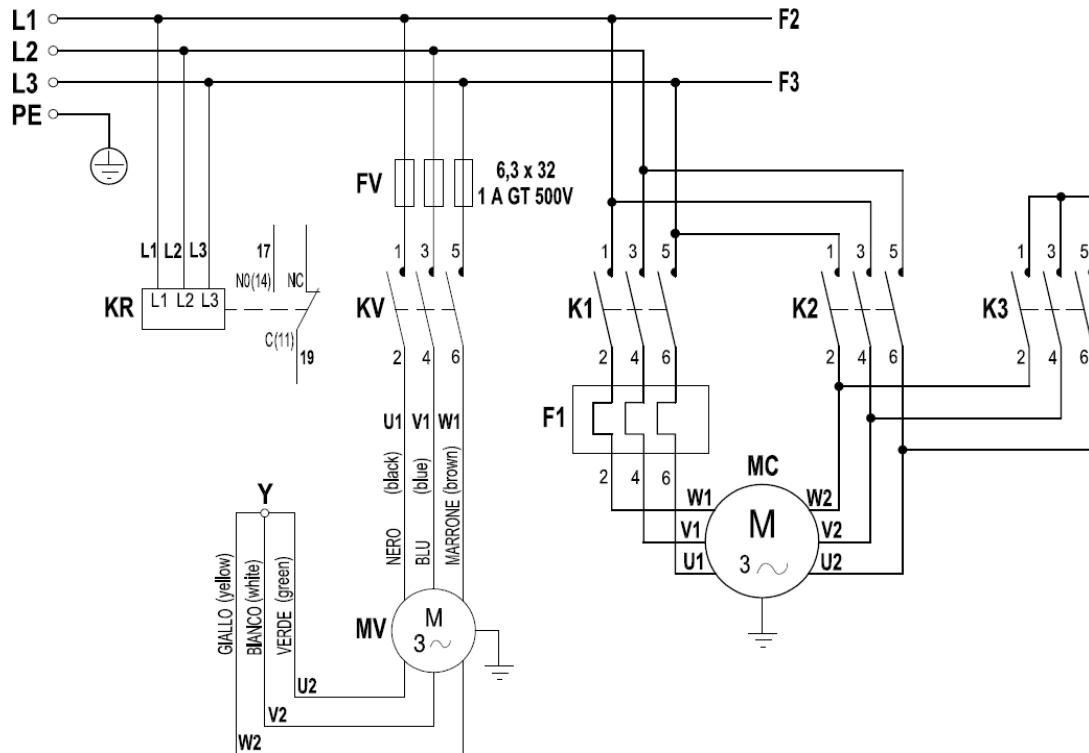 L1 F2
L2
L3 F3
PE
FV 6,3 x 32
1 A GT 500V
L1 L2 L3 17 1 3 5 1 3 5 1 3 5 1 3 5
N0(14) NC
KR L1 L2 L3 KV K1 K2 K3
C(11)
19 2 4 6 2 4 6 2 4 6 2 4 6
U1 V1 W1 F1
NERO (black)
BLU (blue)
MARRONE (brown)
2 4 6 MC
W1 W2
V1 M V2
U1 3 U2
Y
GIALLO (yellow)
BIANCO (white)
VERDE (green)
MV M
3
U2
V2
W2